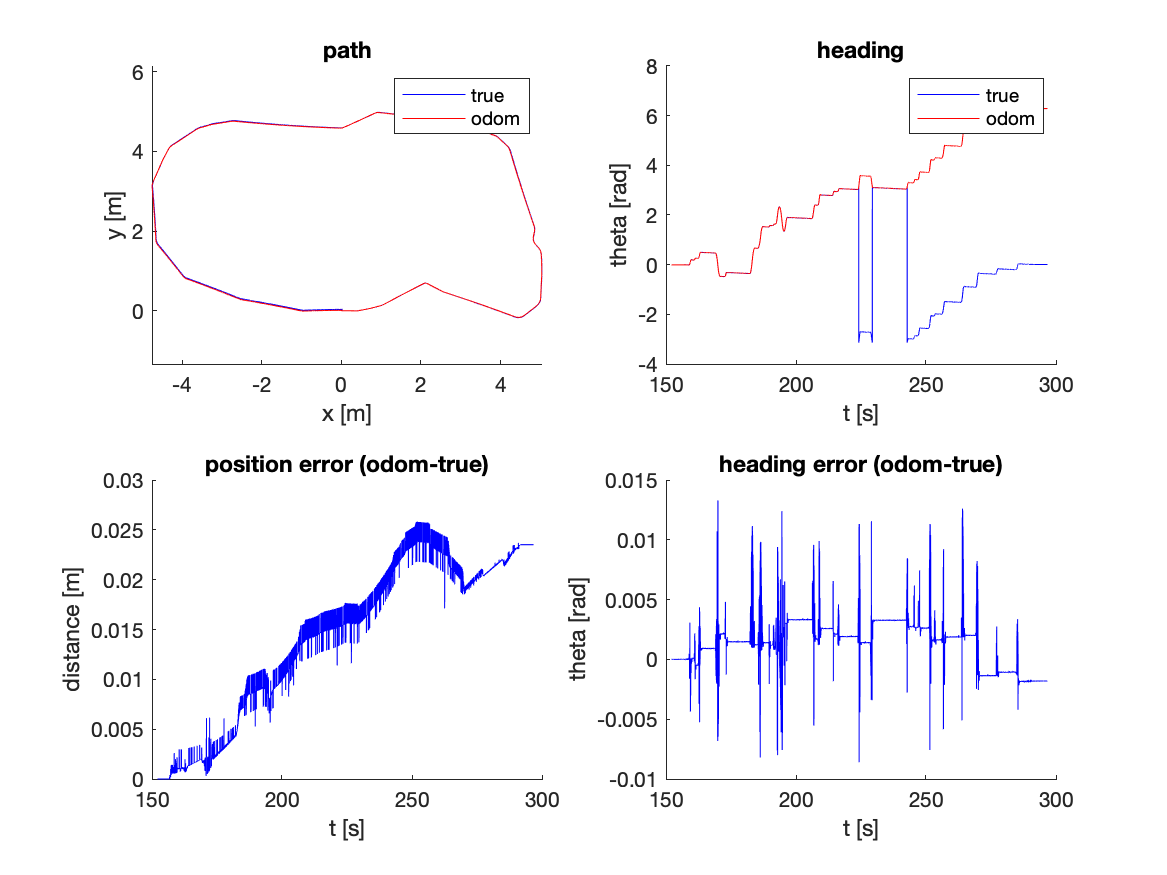 path
true
odom
6
4
2
0
-4
-2
0
2
4
x [m]
y [m]
heading
true
odom
8
6
4
2
0
-2
-4
150
200
250
300
t [s]
theta [rad]
position error (odom-true)
0.03
0.025
0.02
0.015
0.01
0.005
0
150
200
250
300
t [s]
distance [m]
heading error (odom-true)
0.015
0.01
0.005
0
-0.005
-0.01
150
200
250
300
t [s]
theta [rad]